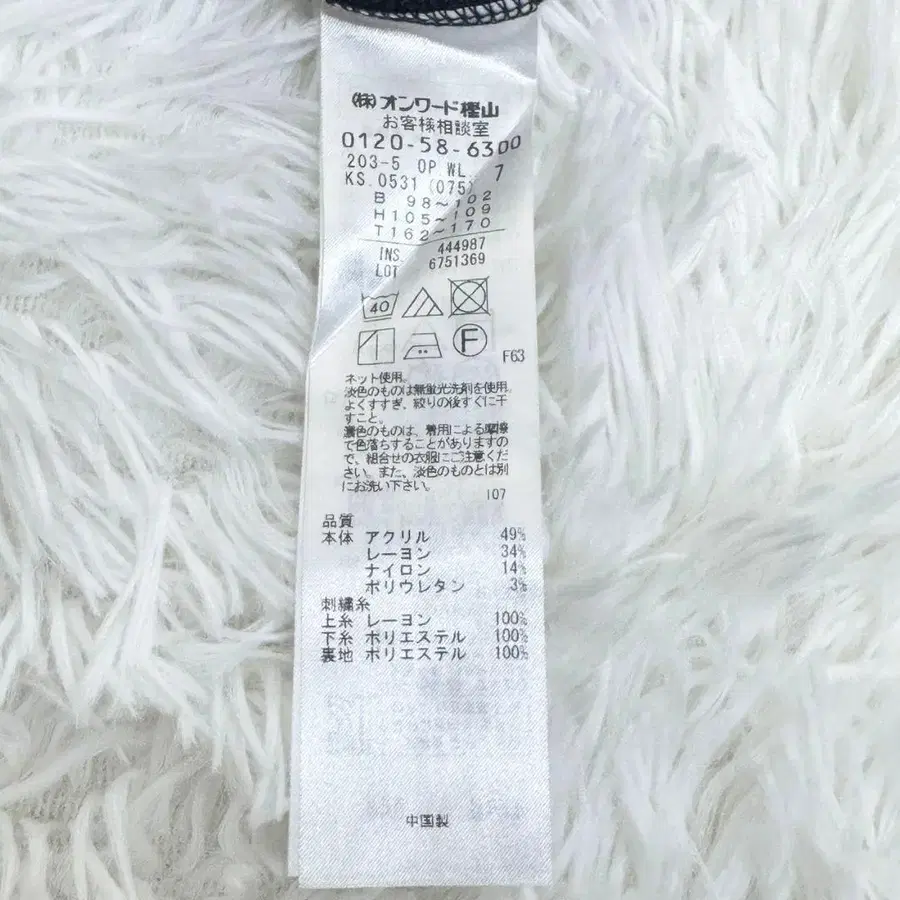 ㈱オンワード樫山
お客様相談室
0120-58-6300
203-5 OP WL 7
KS.0531(075)
B 98~102
H105~109
T162~170
INS. 444987
LOT 6751369
40
F
F63
ネット使用。
淡色のものは無蛍光洗剤を使用。
よくすすぎ、絞りの後すぐに干
すこと。
濃色のものは、着用による摩擦
で色落ちすることがありますの
で、組合せの衣服にご注意くだ
さい。また、淡色のものとは別
にお洗い下さい。
I07
品質
本体 アクリル 49%
レーヨン 34%
ナイロン 14%
ポリウレタン 3%
刺繍糸
上糸 レーヨン 100%
下糸 ポリエステル 100%
裏地 ポリエステル 100%
中国製